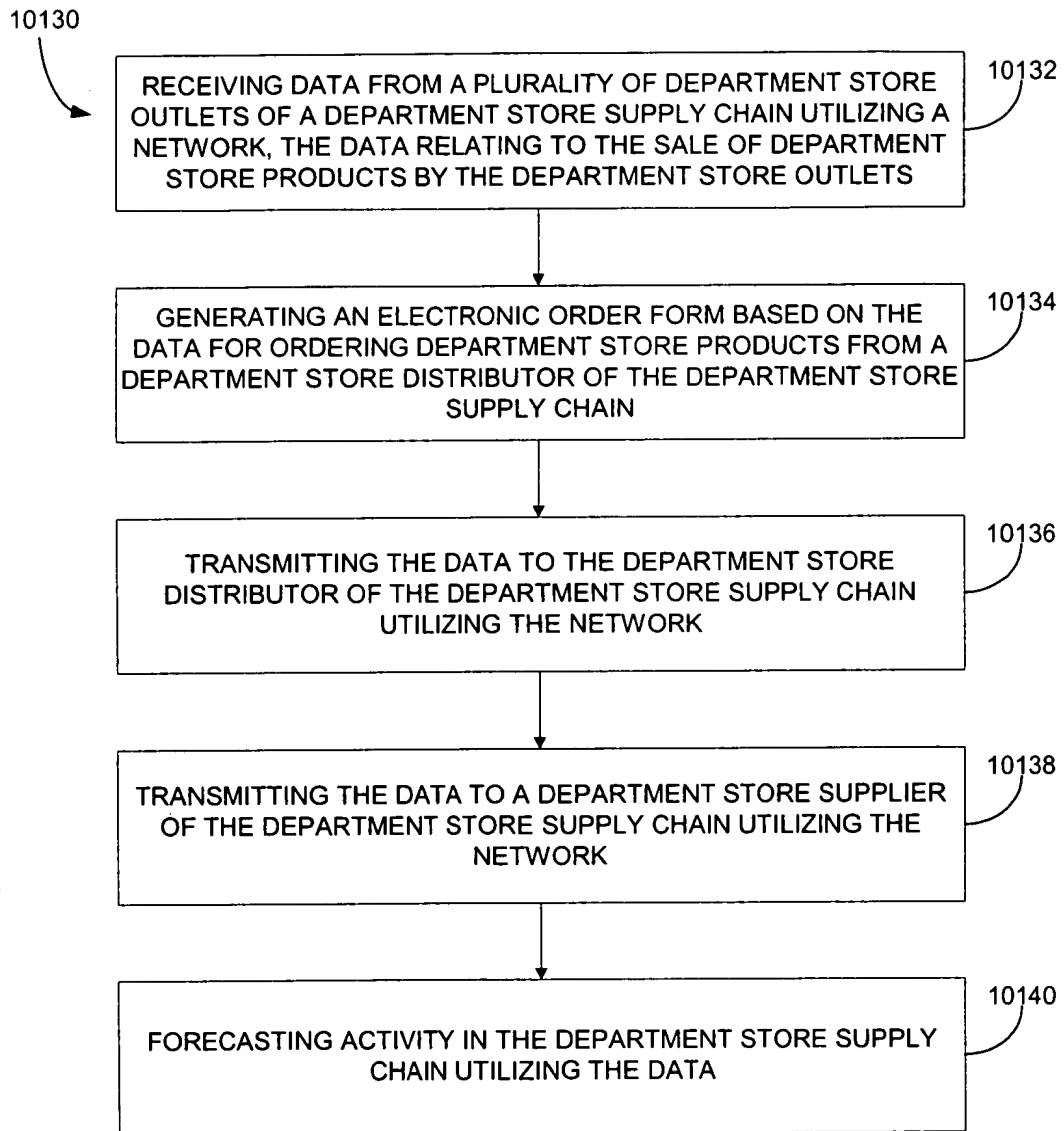 10130
10132
RECEIVING DATA FROM A PLURALITY OF DEPARTMENT STORE
OUTLETS OF A DEPARTMENT STORE SUPPLY CHAIN UTILIZING A
NETWORK, THE DATA RELATING TO THE SALE OF DEPARTMENT
STORE PRODUCTS BY THE DEPARTMENT STORE OUTLETS
10134
GENERATING AN ELECTRONIC ORDER FORM BASED ON THE
DATA FOR ORDERING DEPARTMENT STORE PRODUCTS FROM A
DEPARTMENT STORE DISTRIBUTOR OF THE DEPARTMENT STORE
SUPPLY CHAIN
10136
TRANSMITTING THE DATA TO THE DEPARTMENT STORE
DISTRIBUTOR OF THE DEPARTMENT STORE SUPPLY CHAIN
UTILIZING THE NETWORK
10138
TRANSMITTING THE DATA TO A DEPARTMENT STORE SUPPLIER
OF THE DEPARTMENT STORE SUPPLY CHAIN UTILIZING THE
NETWORK
10140
FORECASTING ACTIVITY IN THE DEPARTMENT STORE SUPPLY
CHAIN UTILIZING THE DATA